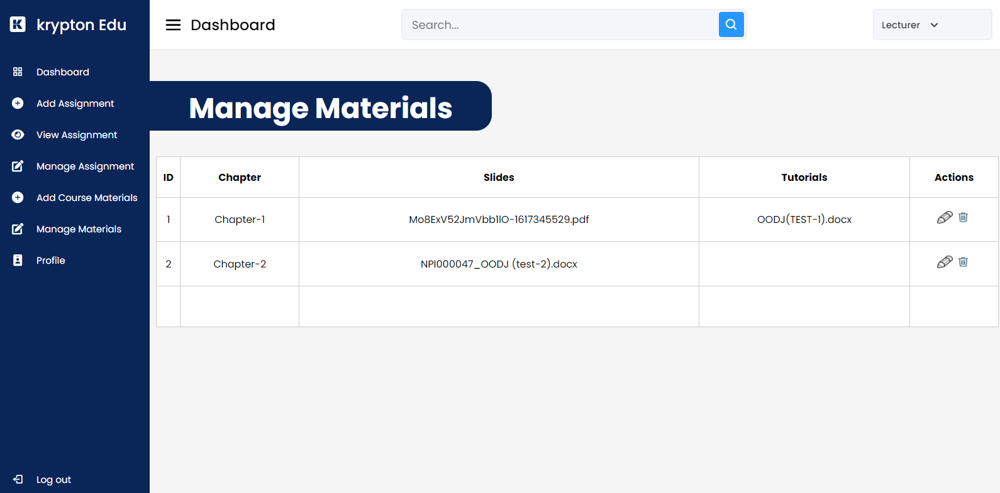 krypton Edu
Dashboard
Add Assignment
View Assignment
Manage Assignment
Add Course Materials
Manage Materials
Profile
Log out
Dashboard
Search...
Lecturer
Manage Materials
ID Chapter Slides Tutorials Actions
1 Chapter-1 Mo8ExV52JmVbb1lO-1617345529.pdf OODJ(TEST-1).docx
2 Chapter-2 NPI000047_OODJ (test-2).docx